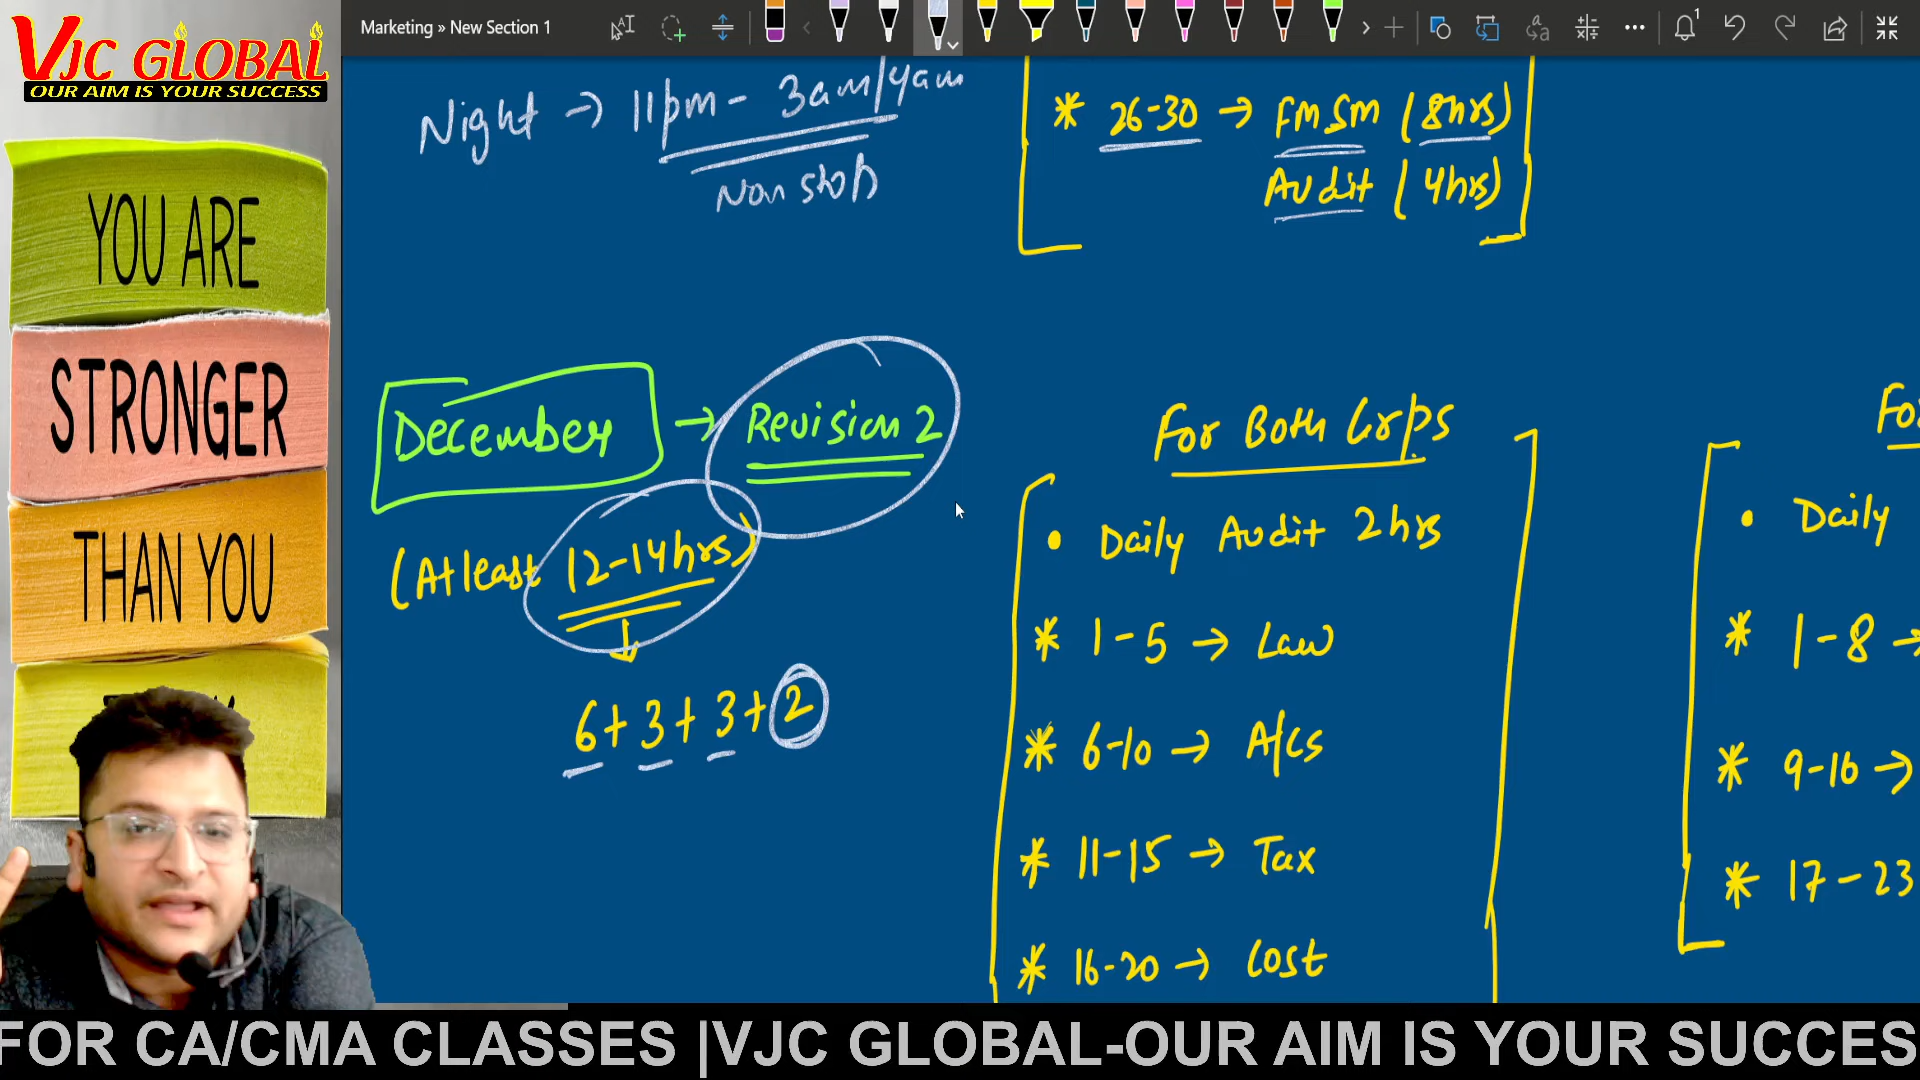 VJC GLOBAL
OUR AIM IS YOUR SUCCESS
YOU ARE
STRONGER
THAN YOU
Marketing » New Section 1
Night → 11pm - 3am/4am
Non stop
* 26-30 → FM SM (8hrs)
Audit (4hrs)
December → Revision 2
(Atleast 12-14hrs)
6+3+3+2
For Both Grps
• Daily Audit 2hrs
* 1-5 → Law
* 6-10 → A/cs
* 11-15 → Tax
* 16-20 → Cost
• Daily
* 1-8 →
* 9-16 →
* 17-23
FOR CA/CMA CLASSES |VJC GLOBAL-OUR AIM IS YOUR SUCCES